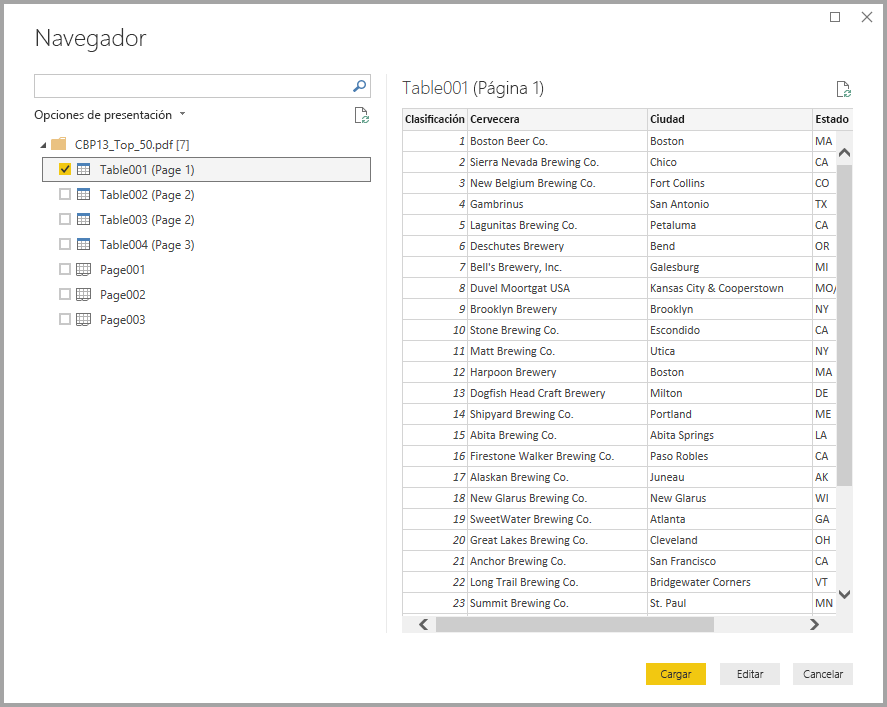 Navegador
Opciones de presentación
CBP13_Top_50.pdf [7]
Table001 (Page 1)
Table002 (Page 2)
Table003 (Page 2)
Table004 (Page 3)
Page001
Page002
Page003
Table001 (Página 1)
Clasificación Cervecera Ciudad Estado
1 Boston Beer Co. Boston MA
2 Sierra Nevada Brewing Co. Chico CA
3 New Belgium Brewing Co. Fort Collins CO
4 Gambrinus San Antonio TX
5 Lagunitas Brewing Co. Petaluma CA
6 Deschutes Brewery Bend OR
7 Bell's Brewery, Inc. Galesburg MI
8 Duvel Moortgat USA Kansas City & Cooperstown MO/
9 Brooklyn Brewery Brooklyn NY
10 Stone Brewing Co. Escondido CA
11 Matt Brewing Co. Utica NY
12 Harpoon Brewery Boston MA
13 Dogfish Head Craft Brewery Milton DE
14 Shipyard Brewing Co. Portland ME
15 Abita Brewing Co. Abita Springs LA
16 Firestone Walker Brewing Co. Paso Robles CA
17 Alaskan Brewing Co. Juneau AK
18 New Glarus Brewing Co. New Glarus WI
19 SweetWater Brewing Co. Atlanta GA
20 Great Lakes Brewing Co. Cleveland OH
21 Anchor Brewing Co. San Francisco CA
22 Long Trail Brewing Co. Bridgewater Corners VT
23 Summit Brewing Co. St. Paul MN
Cargar Editar Cancelar